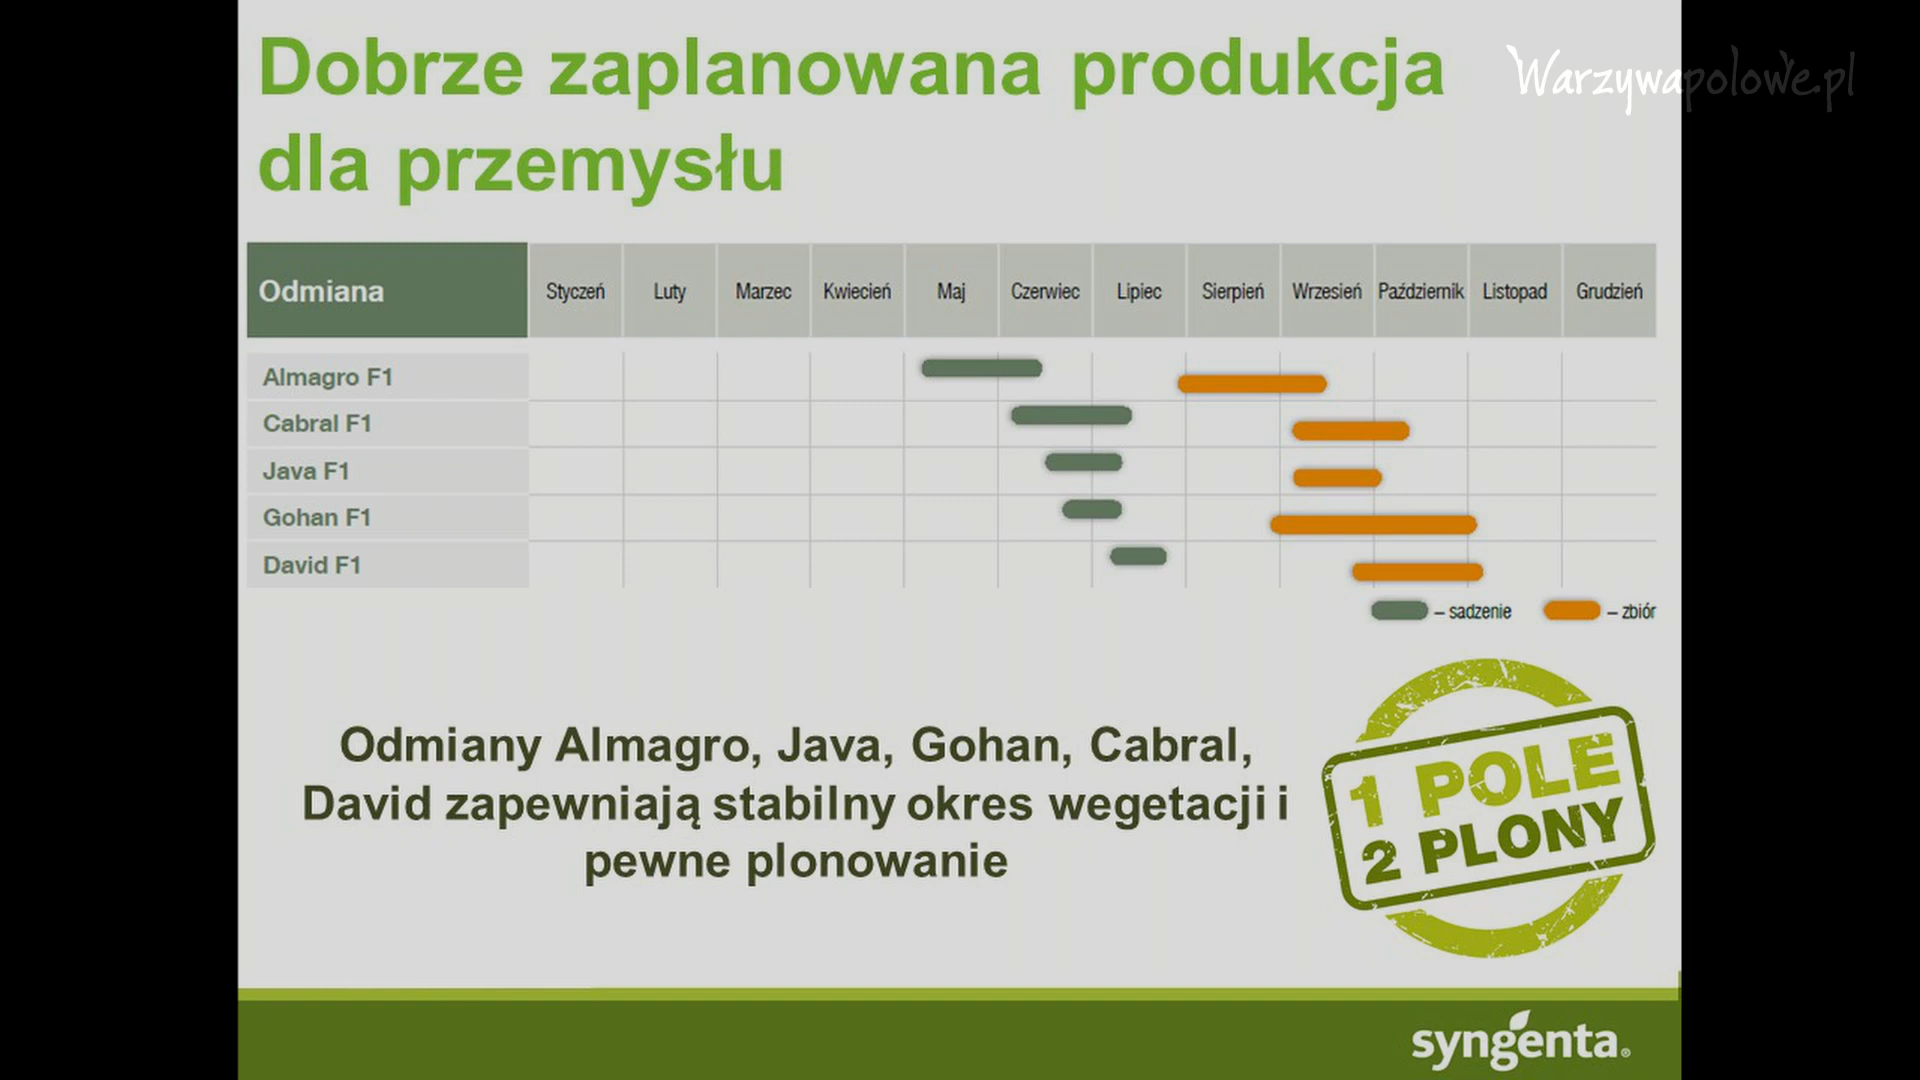 Dobrze zaplanowana produkcja
dla przemysłu
Warzywapolowe.pl
Odmiana
Styczeń
Luty
Marzec
Kwiecień
Maj
Czerwiec
Lipiec
Sierpień
Wrzesień
Październik
Listopad
Grudzień
Almagro F1
Cabral F1
Java F1
Gohan F1
David F1
– sadzenie
– zbiór
Odmiany Almagro, Java, Gohan, Cabral,
David zapewniają stabilny okres wegetacji i
pewne plonowanie
1 POLE
2 PLONY
syngenta®